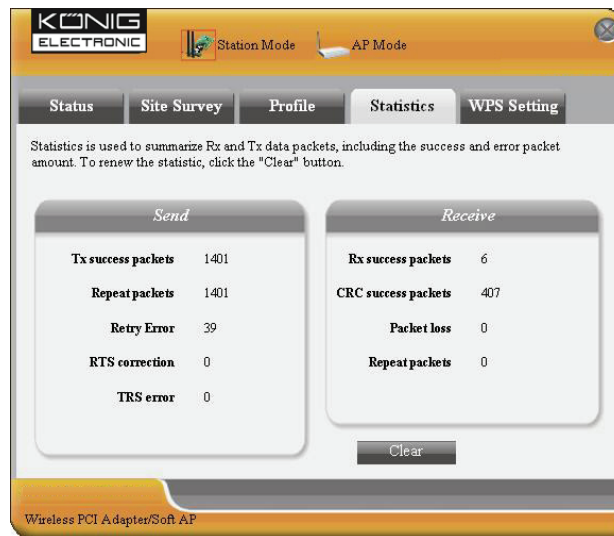 KÖNIG
ELECTRONIC
Station Mode
AP Mode
Status
Site Survey
Profile
Statistics
WPS Setting
Statistics is used to summarize Rx and Tx data packets, including the success and error packet
amount. To renew the statistic, click the "Clear" button.
Send
Tx success packets 1401
Repeat packets 1401
Retry Error 39
RTS correction 0
TRS error 0
Receive
Rx success packets 6
CRC success packets 407
Packet loss 0
Repeat packets 0
Clear
Wireless PCI Adapter/Soft AP